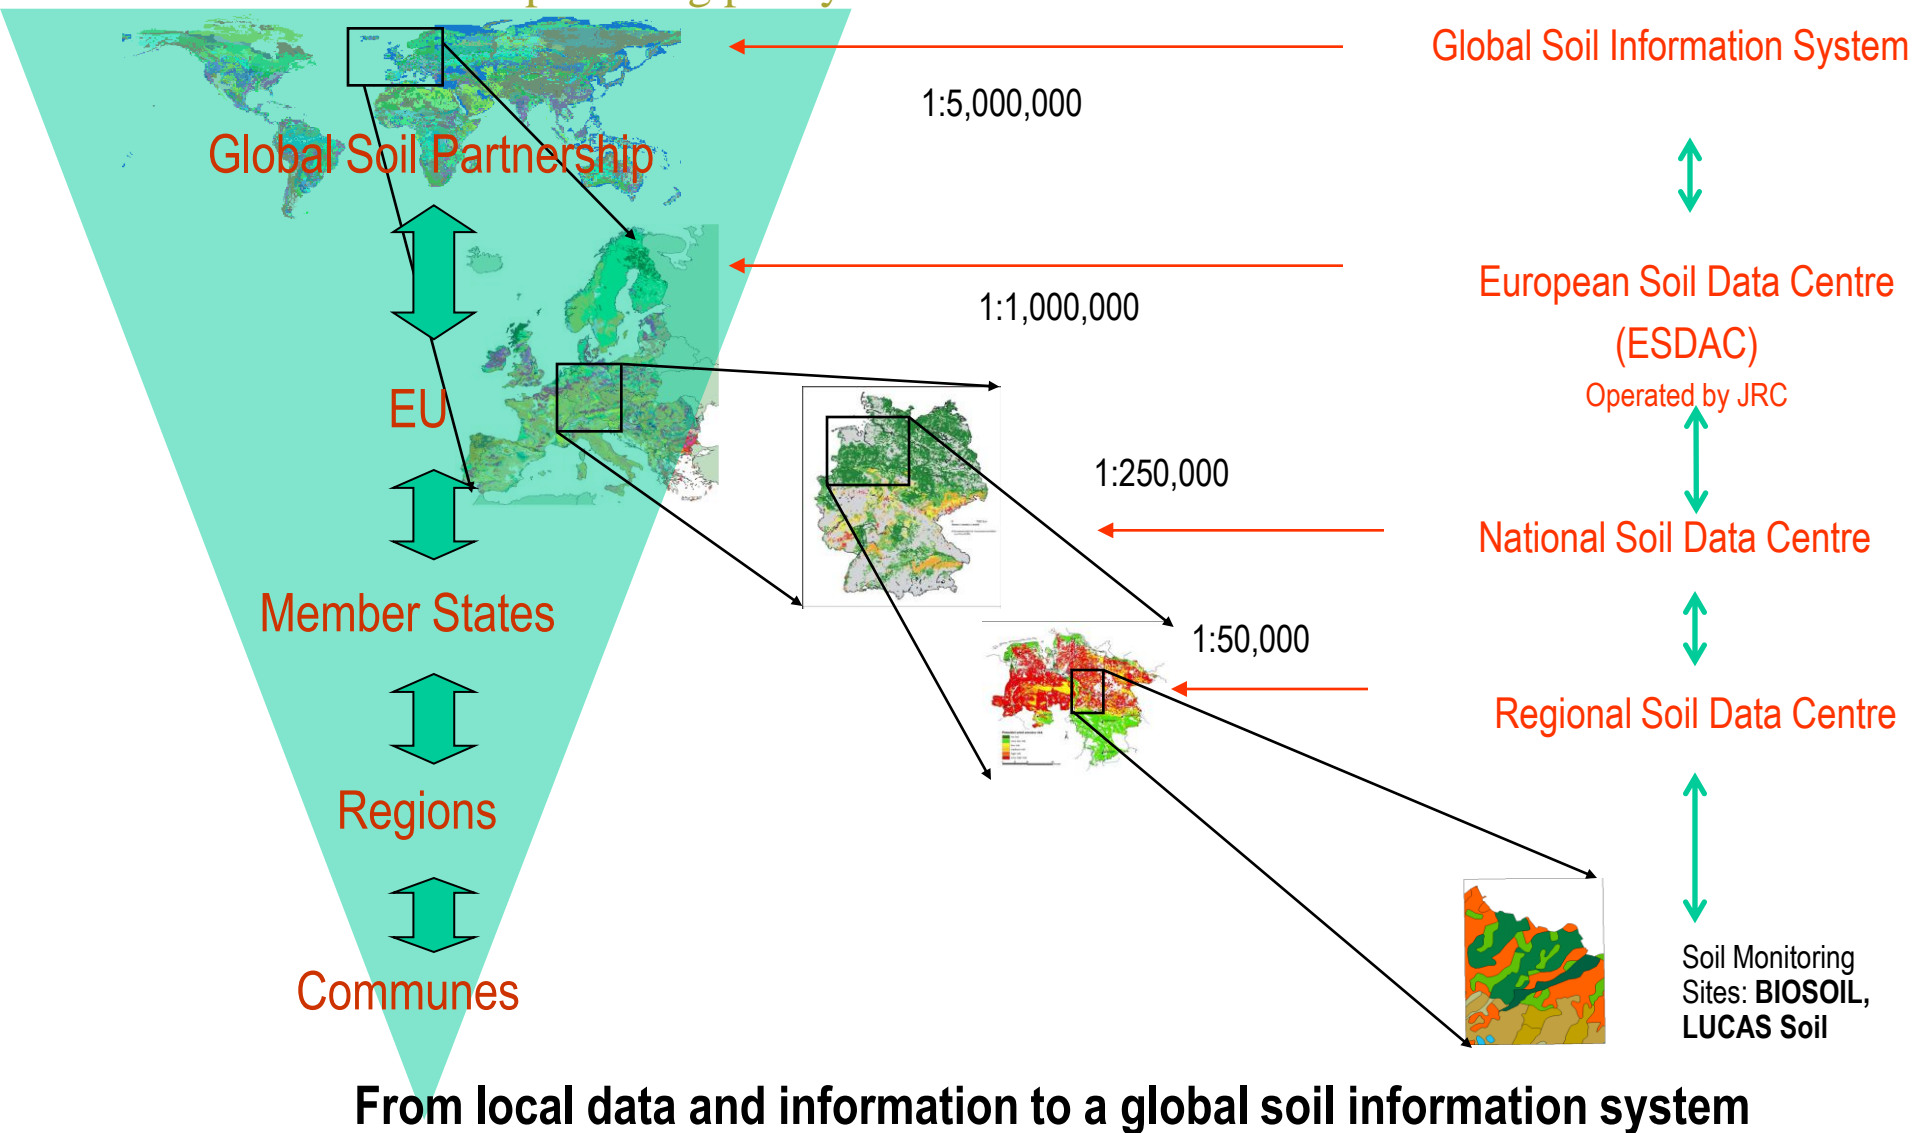 Global Soil Information System
1:5,000,000
Global Soil Partnership
European Soil Data Centre
(ESDAC)
Operated by JRC
1:1,000,000
EU
1:250,000
National Soil Data Centre
Member States
1:50,000
Regional Soil Data Centre
Regions
Communes
Soil Monitoring
Sites: BIOSOIL,
LUCAS Soil
From local data and information to a global soil information system